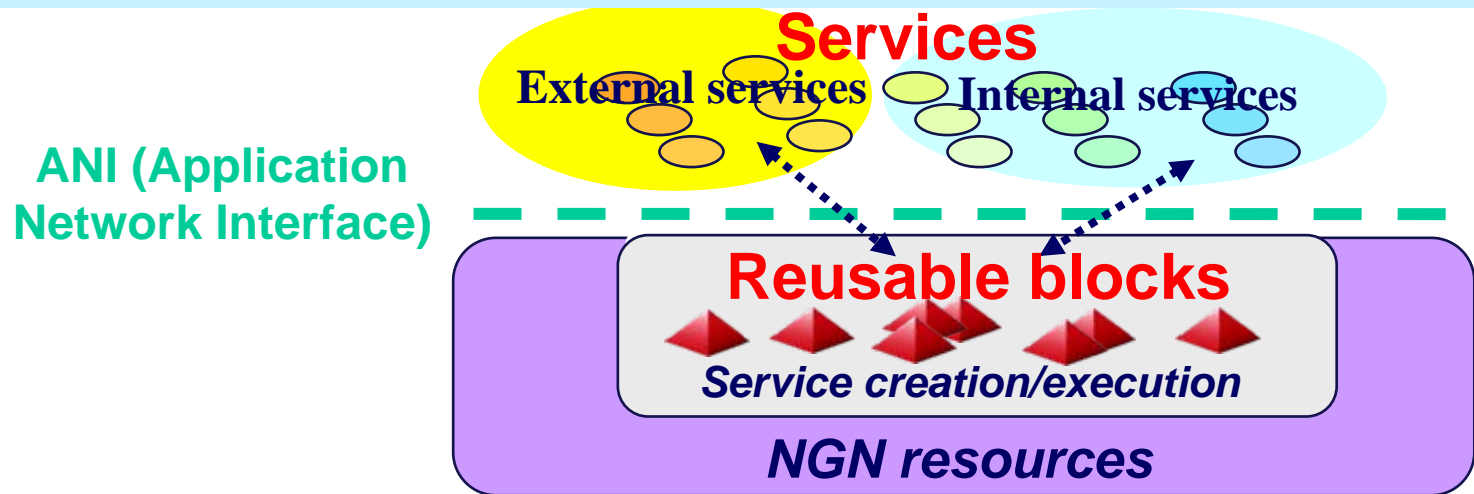 Services
External services
Internal services
ANI (Application
Network Interface)
Reusable blocks
Service creation/execution
NGN resources